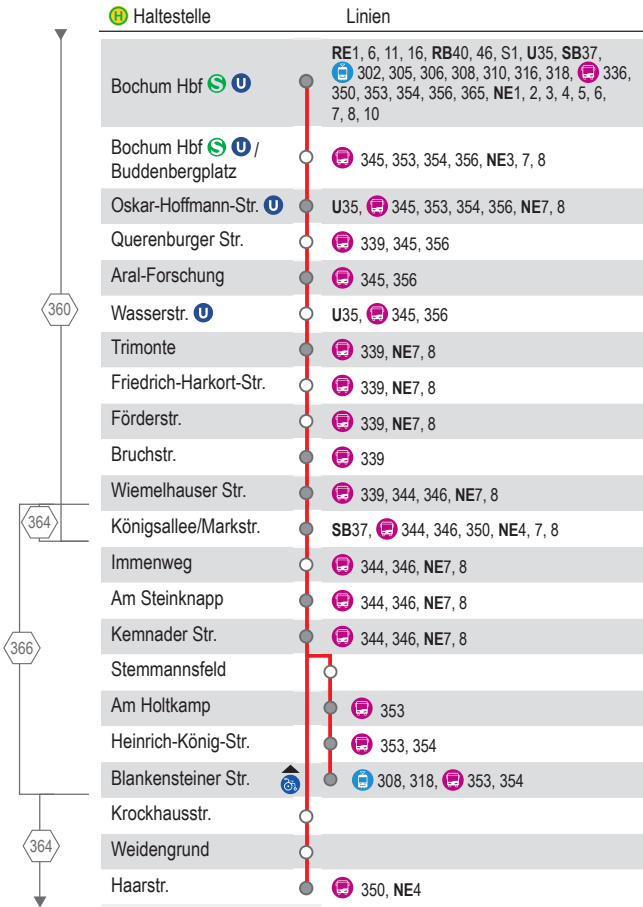 H Haltestelle Linien
Bochum Hbf S U
RE1, 6, 11, 16, RB40, 46, S1, U35, SB37,
302, 305, 306, 308, 310, 316, 318, 336,
350, 353, 354, 356, 365, NE1, 2, 3, 4, 5, 6,
7, 8, 10
Bochum Hbf S U /
Buddenbergplatz
345, 353, 354, 356, NE3, 7, 8
Oskar-Hoffmann-Str. U U35, 345, 353, 354, 356, NE7, 8
Querenburger Str. 339, 345, 356
Aral-Forschung 345, 356
360
Wasserstr. U U35, 345, 356
Trimonte 339, NE7, 8
Friedrich-Harkort-Str. 339, NE7, 8
Förderstr. 339, NE7, 8
Bruchstr. 339
Wiemelhauser Str. 339, 344, 346, NE7, 8
364
Königsallee/Markstr. SB37, 344, 346, 350, NE4, 7, 8
Immenweg 344, 346, NE7, 8
Am Steinknapp 344, 346, NE7, 8
Kemnader Str. 344, 346, NE7, 8
366
Stemmannsfeld
Am Holtkamp 353
Heinrich-König-Str. 353, 354
Blankensteiner Str. 308, 318, 353, 354
Krockhausstr.
364
Weidengrund
Haarstr. 350, NE4